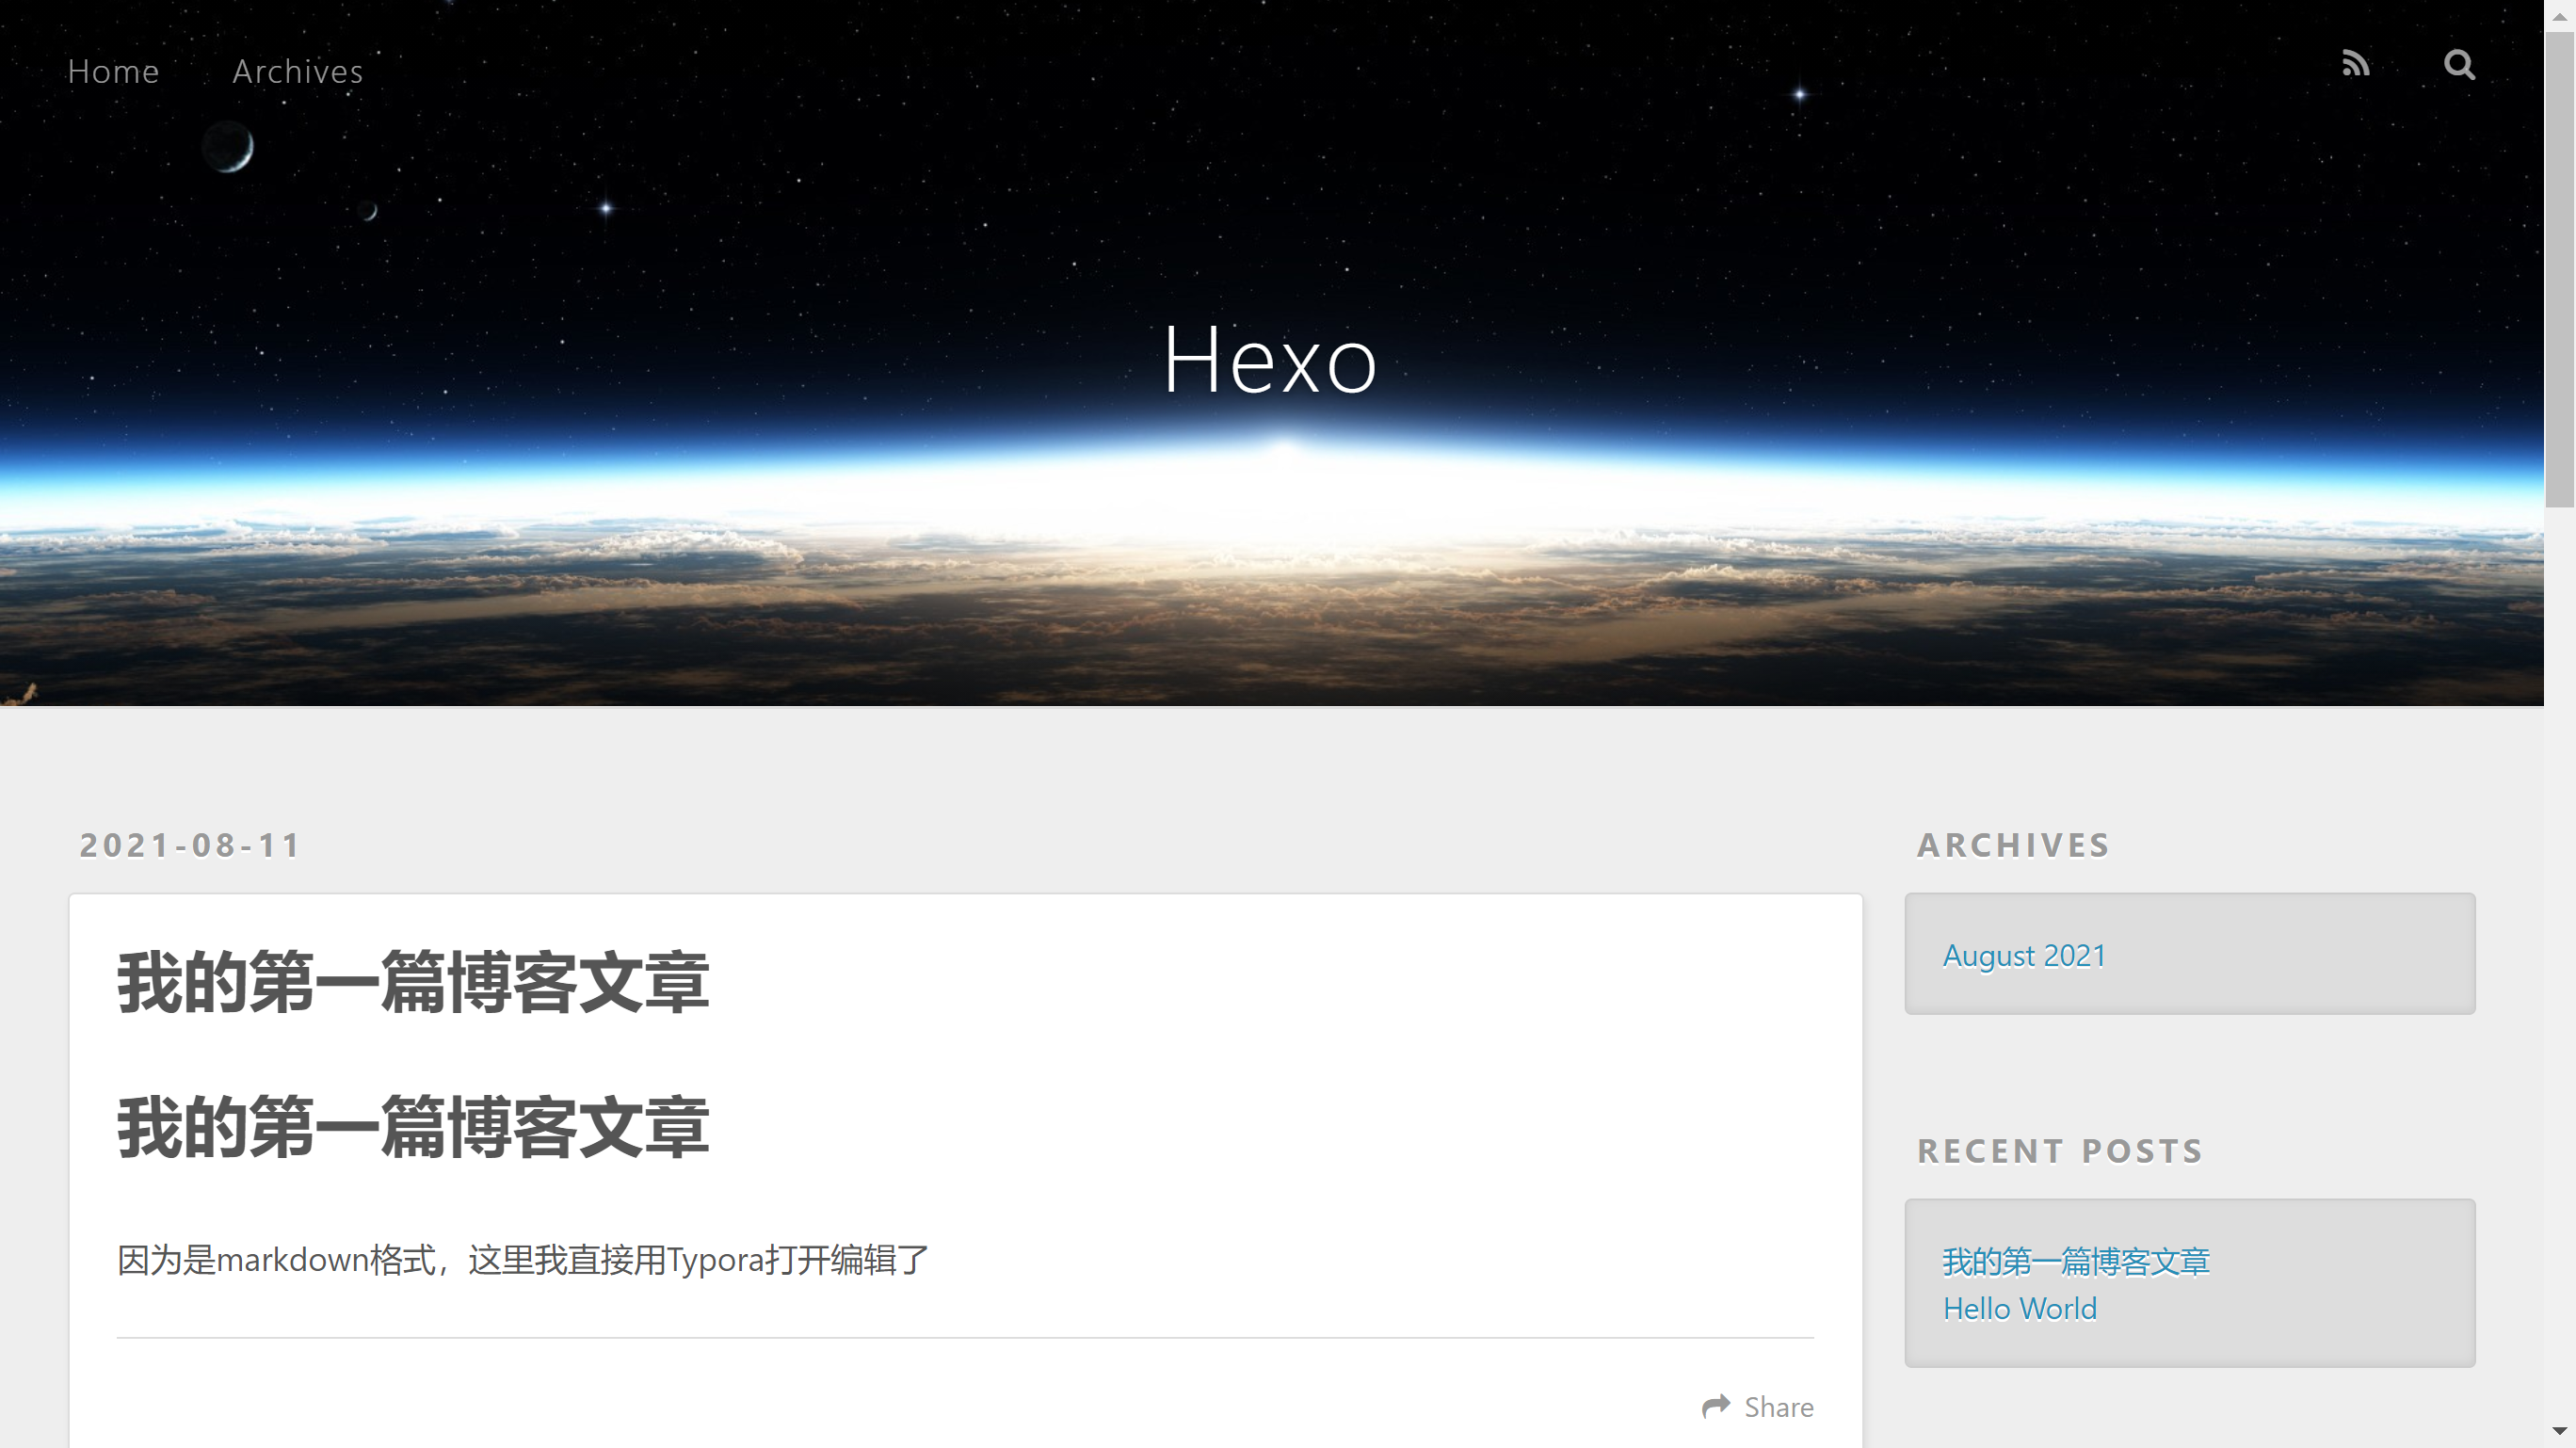 Home Archives
Hexo
2021-08-11
我的第一篇博客文章
我的第一篇博客文章
因为是markdown格式，这里我直接用Typora打开编辑了
Share
ARCHIVES
August 2021
RECENT POSTS
我的第一篇博客文章
Hello World